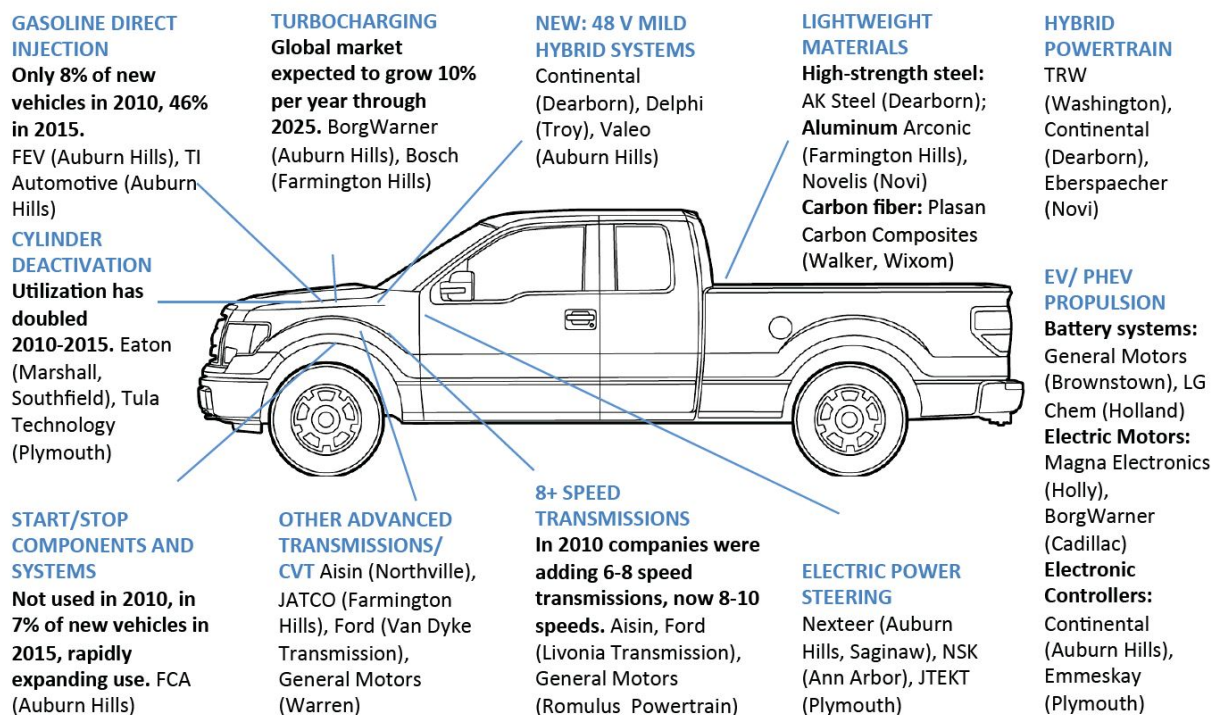 GASOLINE DIRECT
INJECTION
Only 8% of new
vehicles in 2010, 46%
in 2015.
FEV (Auburn Hills), TI
Automotive (Auburn
Hills)
CYLINDER
DEACTIVATION
Utilization has
doubled
2010-2015. Eaton
(Marshall,
Southfield), Tula
Technology
(Plymouth)
START/STOP
COMPONENTS AND
SYSTEMS
Not used in 2010, in
7% of new vehicles in
2015, rapidly
expanding use. FCA
(Auburn Hills)
TURBOCHARGING
Global market
expected to grow 10%
per year through
2025. BorgWarner
(Auburn Hills), Bosch
(Farmington Hills)
OTHER ADVANCED
TRANSMISSIONS/
CVT Aisin (Northville),
JATCO (Farmington
Hills), Ford (Van Dyke
Transmission),
General Motors
(Warren)
NEW: 48 V MILD
HYBRID SYSTEMS
Continental
(Dearborn), Delphi
(Troy), Valeo
(Auburn Hills)
8+ SPEED
TRANSMISSIONS
In 2010 companies were
adding 6-8 speed
transmissions, now 8-10
speeds. Aisin, Ford
(Livonia Transmission),
General Motors
(Romulus Powertrain)
LIGHTWEIGHT
MATERIALS
High-strength steel:
AK Steel (Dearborn);
Aluminum Arconic
(Farmington Hills),
Novelis (Novi)
Carbon fiber: Plasan
Carbon Composites
(Walker, Wixom)
ELECTRIC POWER
STEERING
Nexteer (Auburn
Hills, Saginaw), NSK
(Ann Arbor), JTEKT
(Plymouth)
HYBRID
POWERTRAIN
TRW
(Washington),
Continental
(Dearborn),
Eberspaecher
(Novi)
EV/ PHEV
PROPULSION
Battery systems:
General Motors
(Brownstown), LG
Chem (Holland)
Electric Motors:
Magna Electronics
(Holly),
BorgWarner
(Cadillac)
Electronic
Controllers:
Continental
(Auburn Hills),
Emmeskay
(Plymouth)